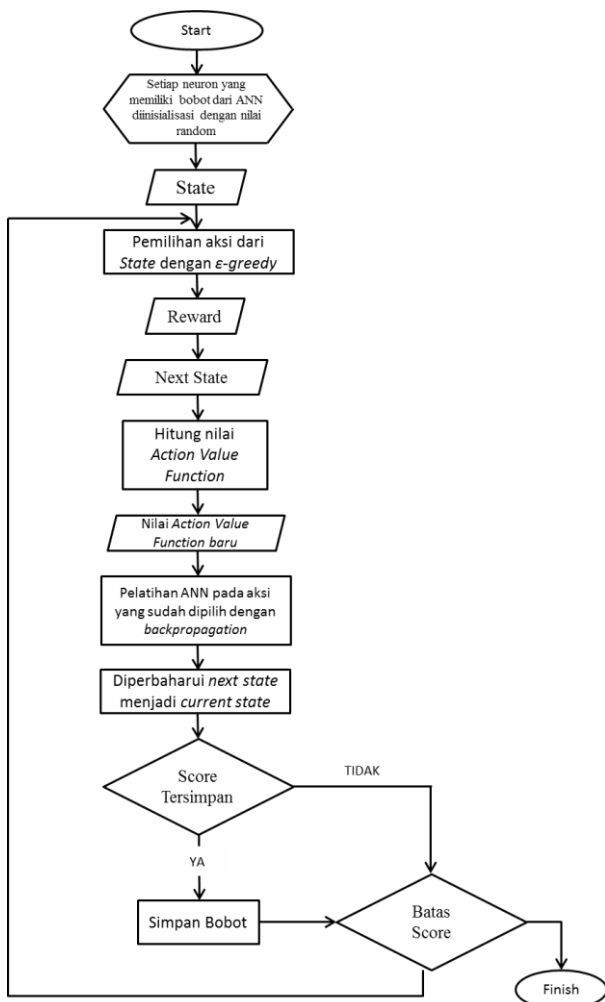 Start
Setiap neuron yang
memiliki bobot dari ANN
diinisialisasi dengan nilai
random
State
Pemilihan aksi dari
State dengan ε-greedy
Reward
Next State
Hitung nilai
Action Value
Function
Nilai Action Value
Function baru
Pelatihan ANN pada aksi
yang sudah dipilih dengan
backpropagation
Diperbaharui next state
menjadi current state
Score
Tersimpan
TIDAK
YA
Simpan Bobot
Batas
Score
Finish